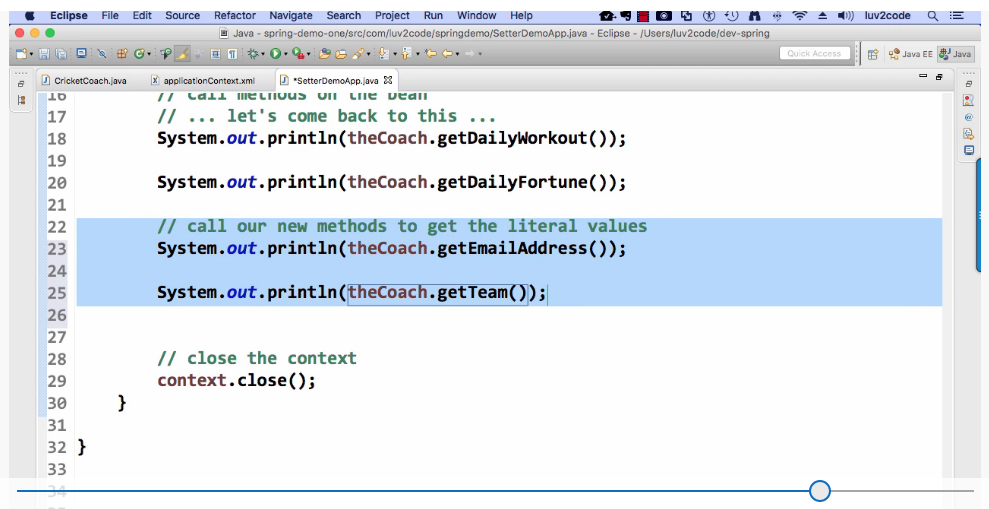 Eclipse File Edit Source Refactor Navigate Search Project Run Window Help luv2code
Java - spring-demo-one/src/com/luv2code/springdemo/SetterDemoApp.java - Eclipse - /Users/luv2code/dev-spring
Quick Access Java EE Java
CricketCoach.java applicationContext.xml *SetterDemoApp.java
16 // call methods on the bean
17 // ... let's come back to this ...
18 System.out.println(theCoach.getDailyWorkout());
19
20 System.out.println(theCoach.getDailyFortune());
21
22 // call our new methods to get the literal values
23 System.out.println(theCoach.getEmailAddress());
24
25 System.out.println(theCoach.getTeam());
26
27
28 // close the context
29 context.close();
30 }
31
32 }
33
34